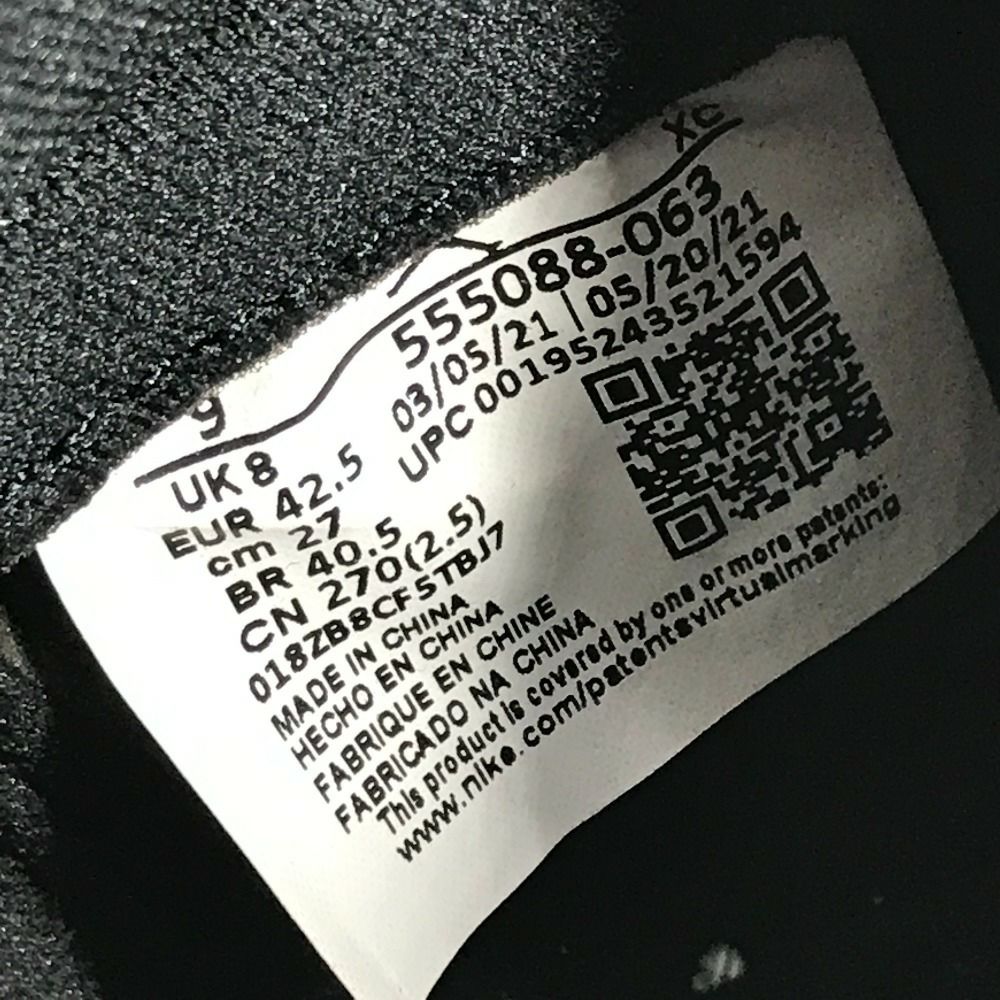 XC
9
555088-063
03/05/21 | 05/20/21
UPC 00195243521594
UK 8
EUR 42.5
cm 27
BR 40.5
CN 270(2.5)
018ZB8CF5TBJ7
MADE IN CHINA
HECHO EN CHINA
FABRIQUE EN CHINE
FABRICADO NA CHINA
This product is covered by one or more patents:
www.nike.com/patentsvirtualmarking